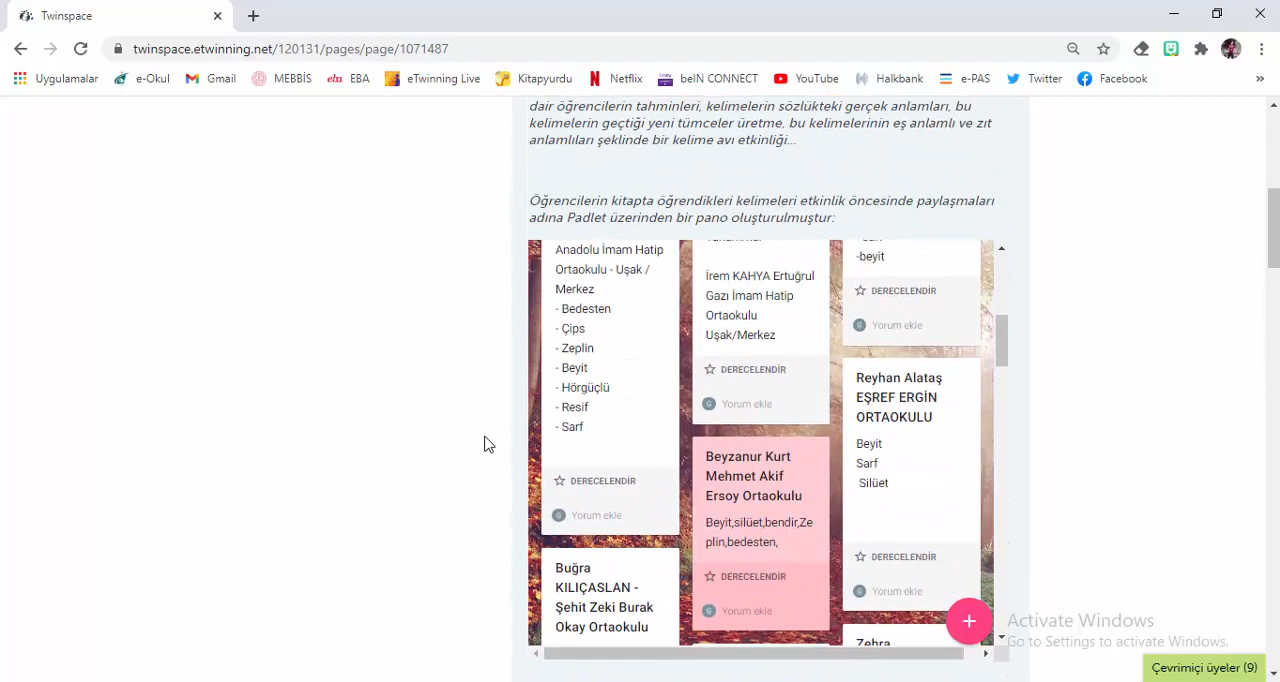 Twinspace
twinspace.etwinning.net/120131/pages/page/1071487
Uygulamalar e-Okul Gmail MEBBİS eba EBA eTwinning Live Kitapyurdu N Netflix beIN CONNECT YouTube Halkbank e-PAS Twitter Facebook »
dair öğrencilerin tahminleri, kelimelerin sözlükteki gerçek anlamları, bu
kelimelerin geçtiği yeni tümceler üretme, bu kelimelerinin eş anlamlı ve zıt
anlamlıları şeklinde bir kelime avı etkinliği...
Öğrencilerin kitapta öğrendikleri kelimeleri etkinlik öncesinde paylaşmaları
adına Padlet üzerinden bir pano oluşturulmuştur:
Anadolu İmam Hatip
Ortaokulu - Uşak /
Merkez
- Bedesten
- Çips
- Zeplin
- Beyit
- Hörgüçlü
- Resif
- Sarf
DERECELENDİR
G Yorum ekle
Buğra
KILIÇASLAN -
Şehit Zeki Burak
Okay Ortaokulu
İrem KAHYA Ertuğrul
Gazı İmam Hatip
Ortaokulu
Uşak/Merkez
DERECELENDİR
G Yorum ekle
Beyzanur Kurt
Mehmet Akif
Ersoy Ortaokulu
Beyit,silüet,bendir,Ze
plin,bedesten,
DERECELENDİR
G Yorum ekle
-beyit
DERECELENDİR
G Yorum ekle
Reyhan Alataş
EŞREF ERGİN
ORTAOKULU
Beyit
Sarf
Silüet
DERECELENDİR
G Yorum ekle
Zehra
+
Activate Windows
Go to Settings to activate Windows.
Çevrimiçi üyeler (9)